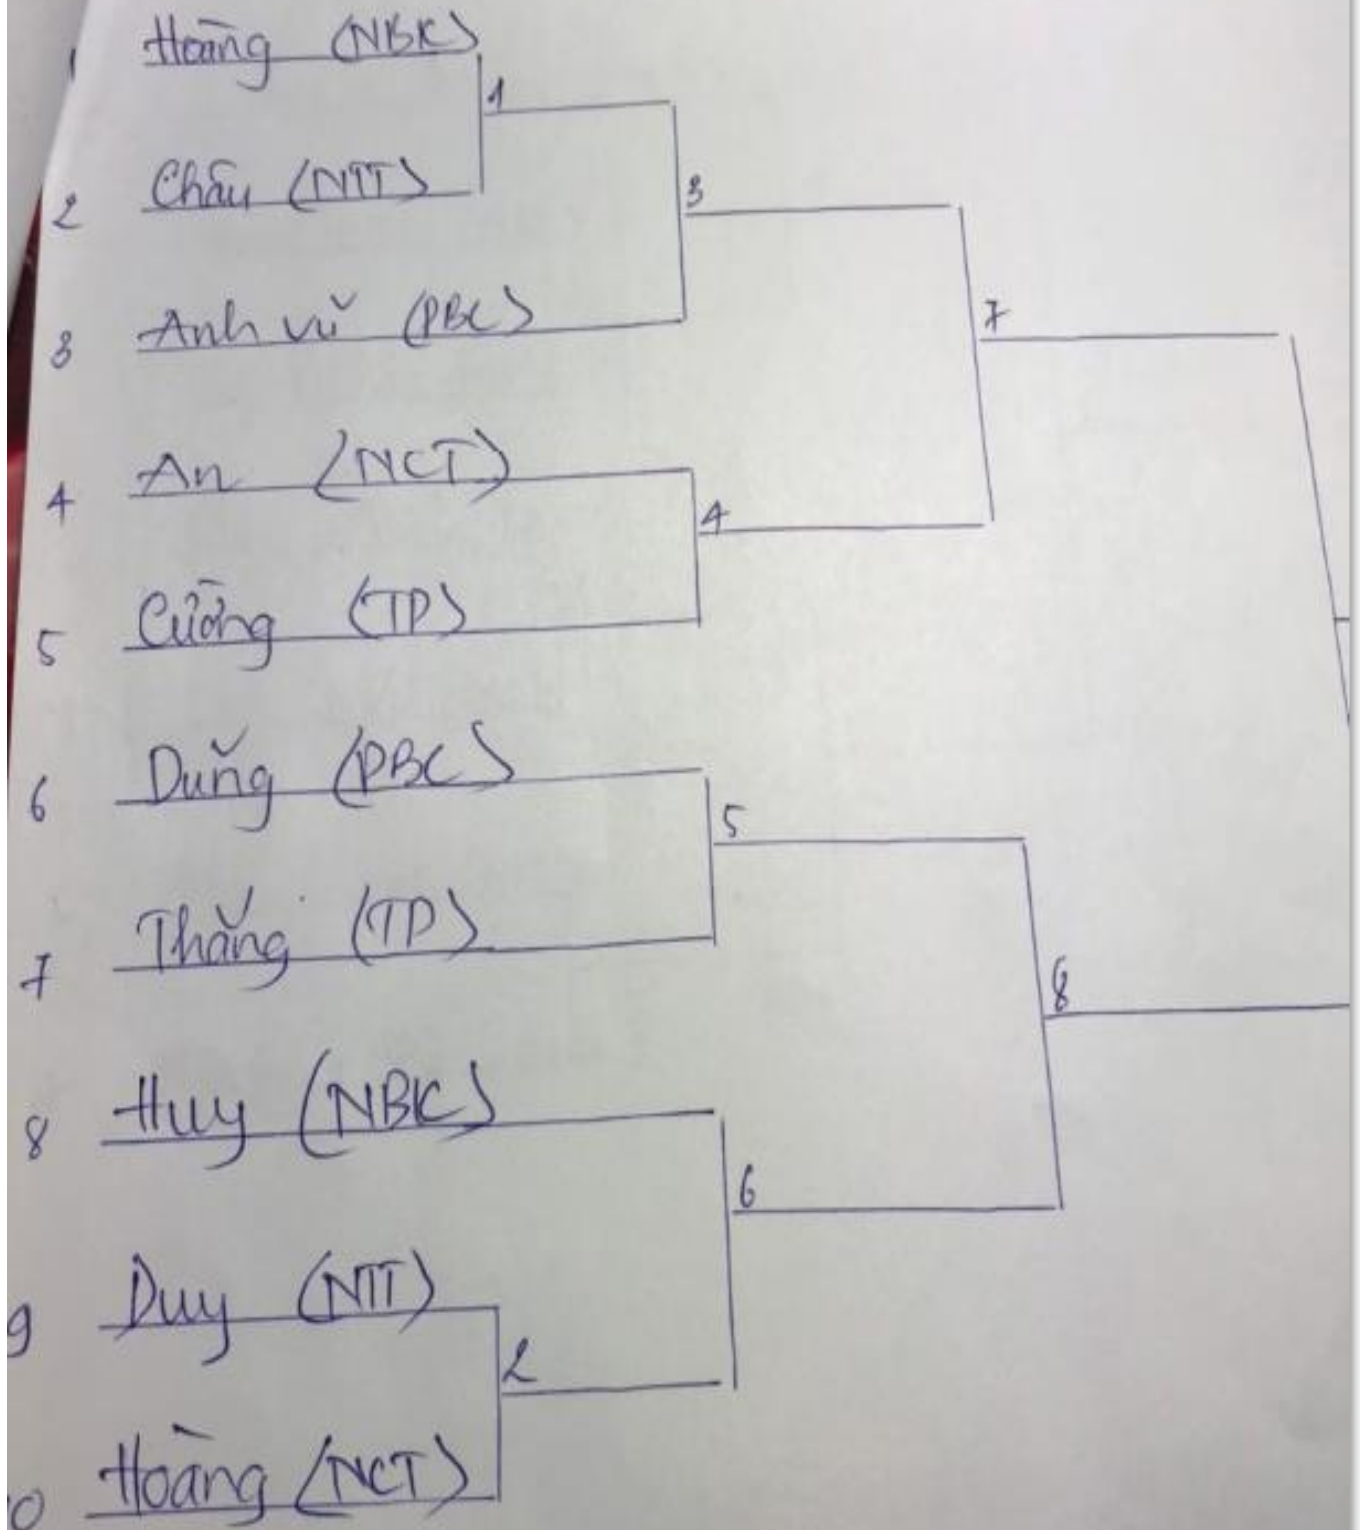 1 Hoàng (NBK)
1
2 Châu (NTT)
3
3 Anh Vũ (PBC)
7
4 An (NCT)
4
5 Cường (TP)
6 Dũng (PBC)
5
7 Thắng (TP)
8
8 Huy (NBK)
6
9 Duy (NTT)
2
0 Hoàng (NCT)